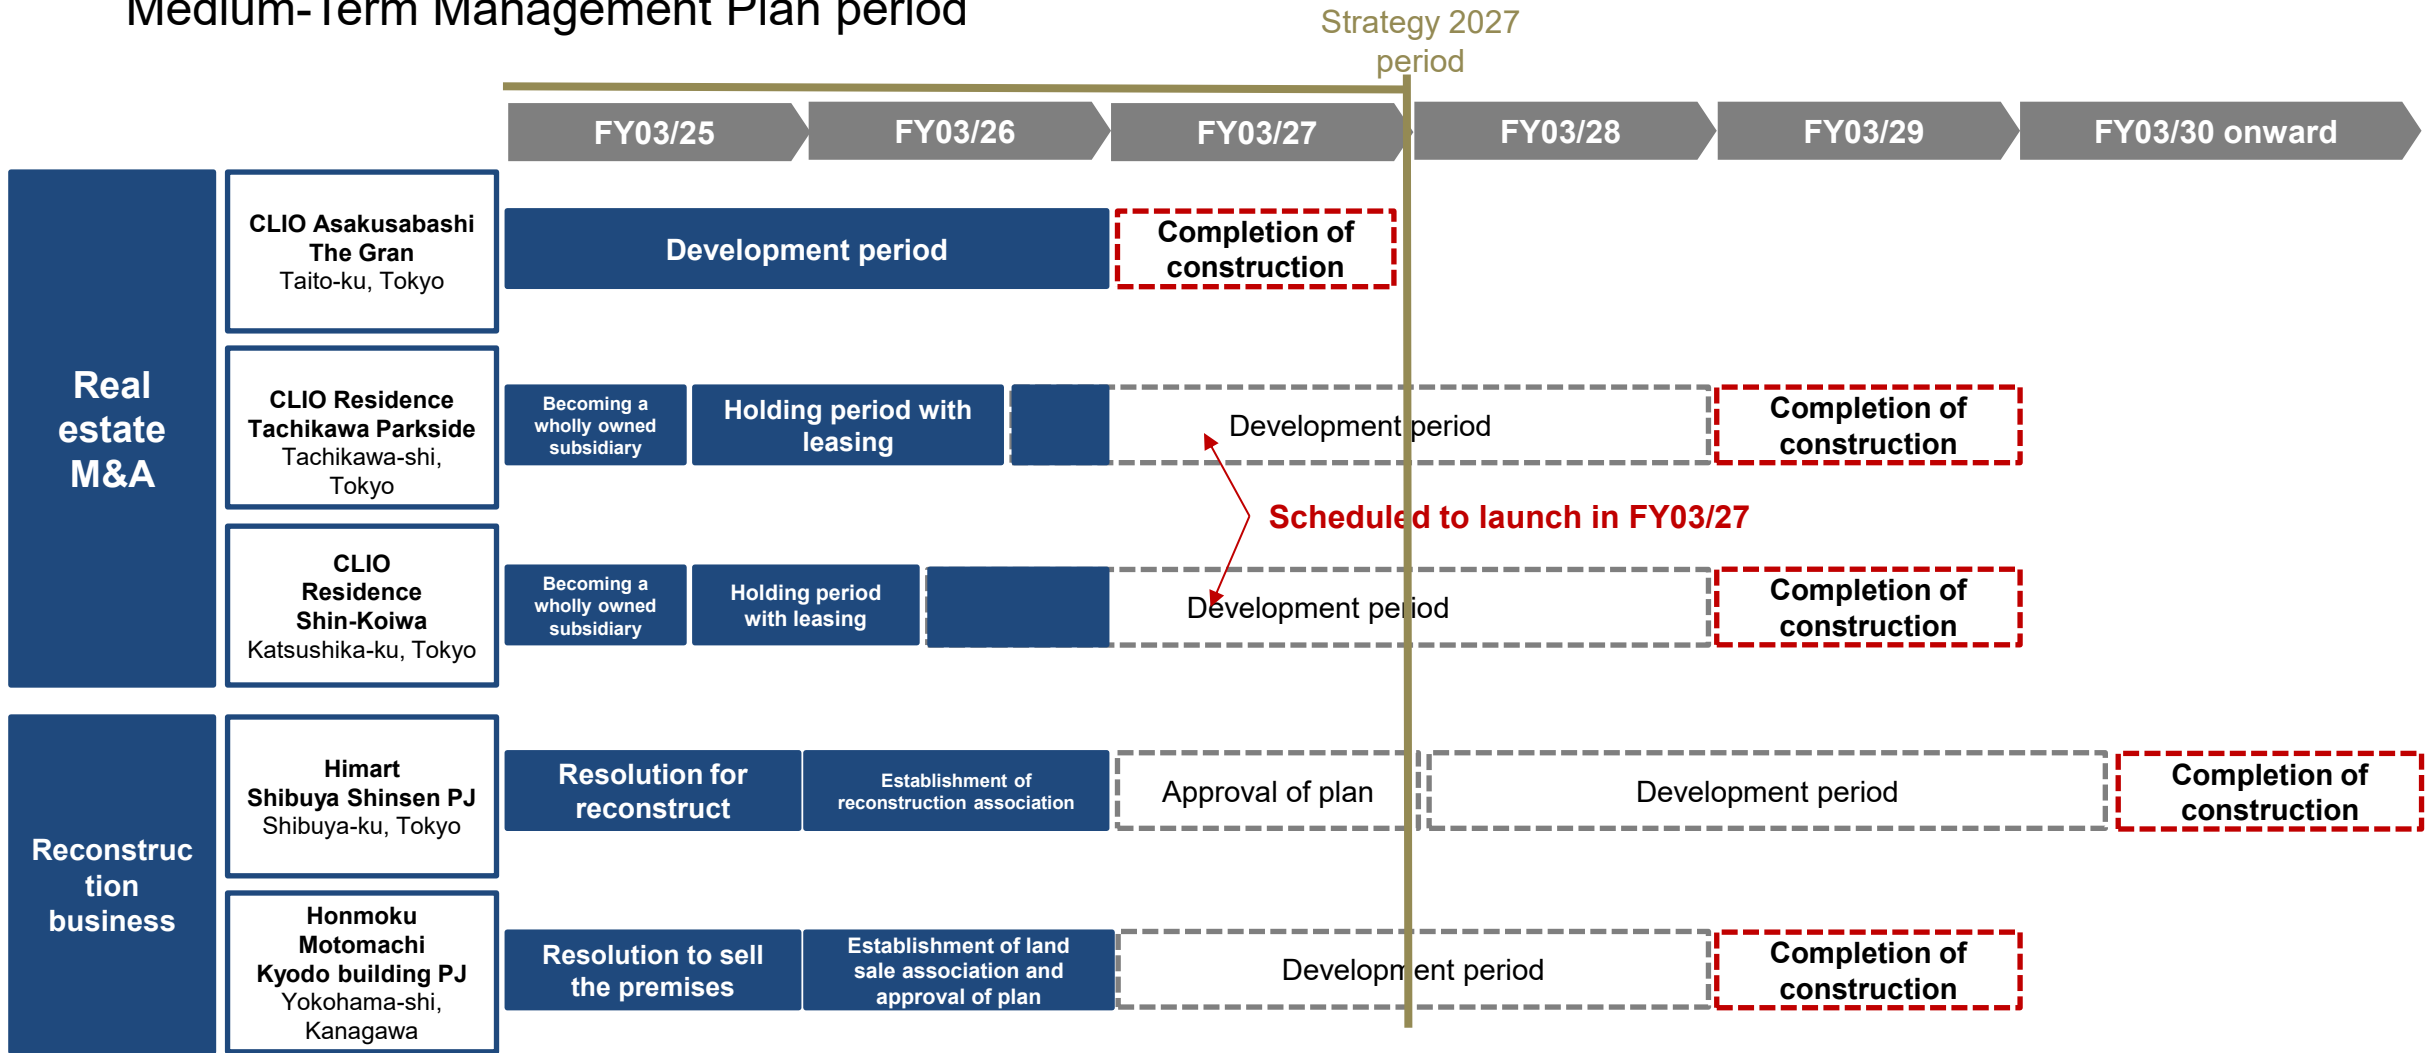 Medium-Term Management Plan period
Strategy 2027
period
FY03/25
FY03/26
FY03/27
FY03/28
FY03/29
FY03/30 onward
Real
estate
M&A
CLIO Asakusabashi
The Gran
Taito-ku, Tokyo
Development period
Completion of
construction
CLIO Residence
Tachikawa Parkside
Tachikawa-shi,
Tokyo
Becoming a
wholly owned
subsidiary
Holding period with
leasing
Development period
Completion of
construction
Scheduled to launch in FY03/27
CLIO
Residence
Shin-Koiwa
Katsushika-ku, Tokyo
Becoming a
wholly owned
subsidiary
Holding period
with leasing
Development period
Completion of
construction
Reconstruc
tion
business
Himart
Shibuya Shinsen PJ
Shibuya-ku, Tokyo
Resolution for
reconstruct
Establishment of
reconstruction association
Approval of plan
Development period
Completion of
construction
Honmoku
Motomachi
Kyodo building PJ
Yokohama-shi,
Kanagawa
Resolution to sell
the premises
Establishment of land
sale association and
approval of plan
Development period
Completion of
construction